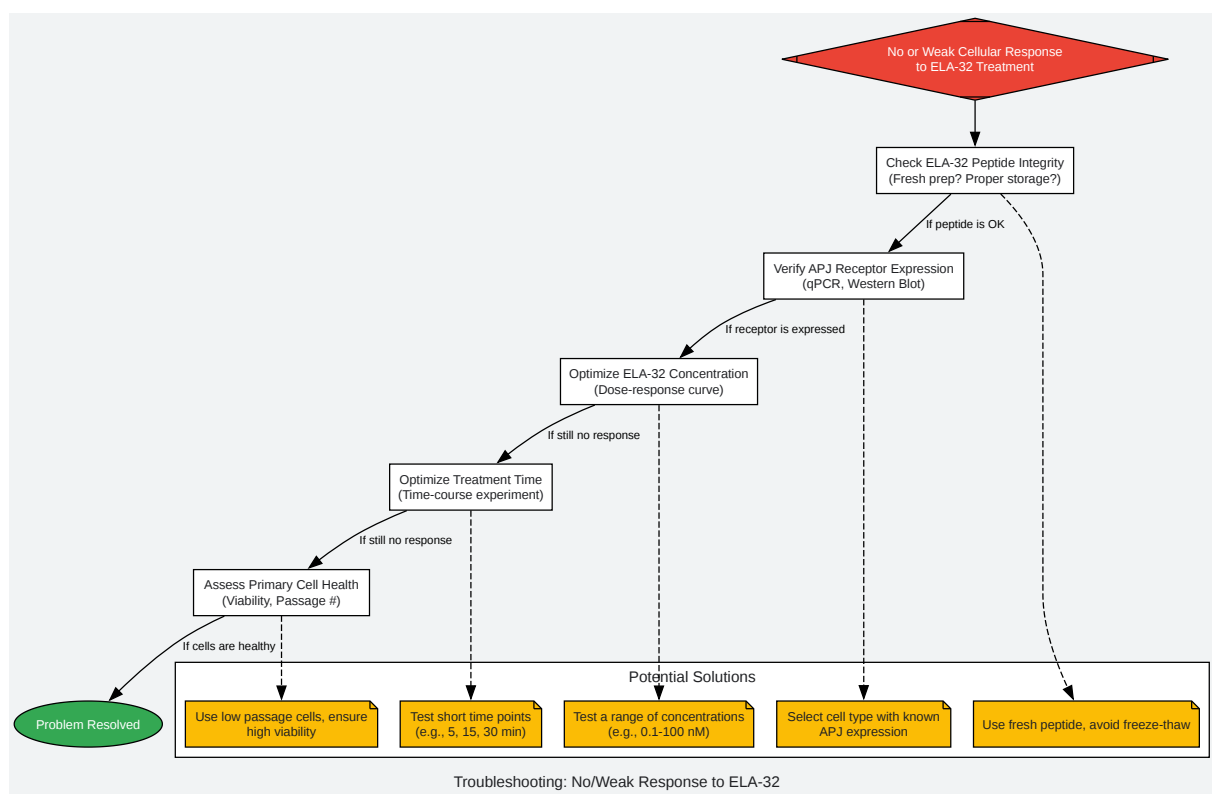 No or Weak Cellular Response
to ELA-32 Treatment
Check ELA-32 Peptide Integrity
(Fresh prep? Proper storage?)
If peptide is OK
Verify APJ Receptor Expression
(qPCR, Western Blot)
If receptor is expressed
Optimize ELA-32 Concentration
(Dose-response curve)
If still no response
Optimize Treatment Time
(Time-course experiment)
If still no response
Assess Primary Cell Health
(Viability, Passage #)
If cells are healthy
Potential Solutions
Problem Resolved
Use low passage cells, ensure
high viability
Test short time points
(e.g., 5, 15, 30 min)
Test a range of concentrations
(e.g., 0.1-100 nM)
Select cell type with known
APJ expression
Use fresh peptide, avoid freeze-thaw
Troubleshooting: No/Weak Response to ELA-32